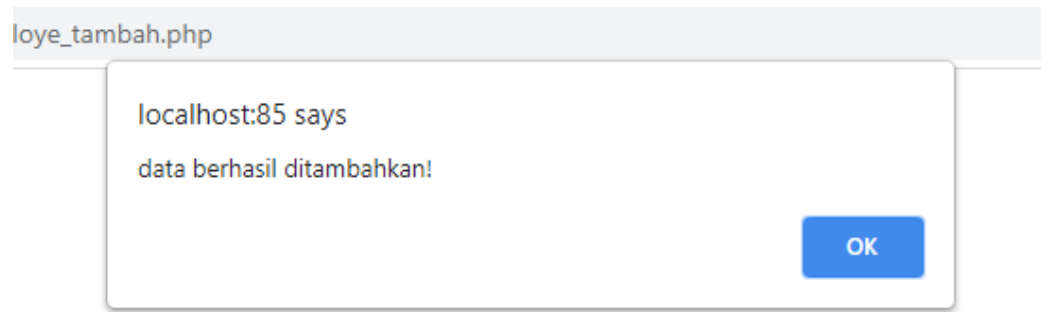 loye_tambah.php
localhost:85 says
data berhasil ditambahkan!
OK